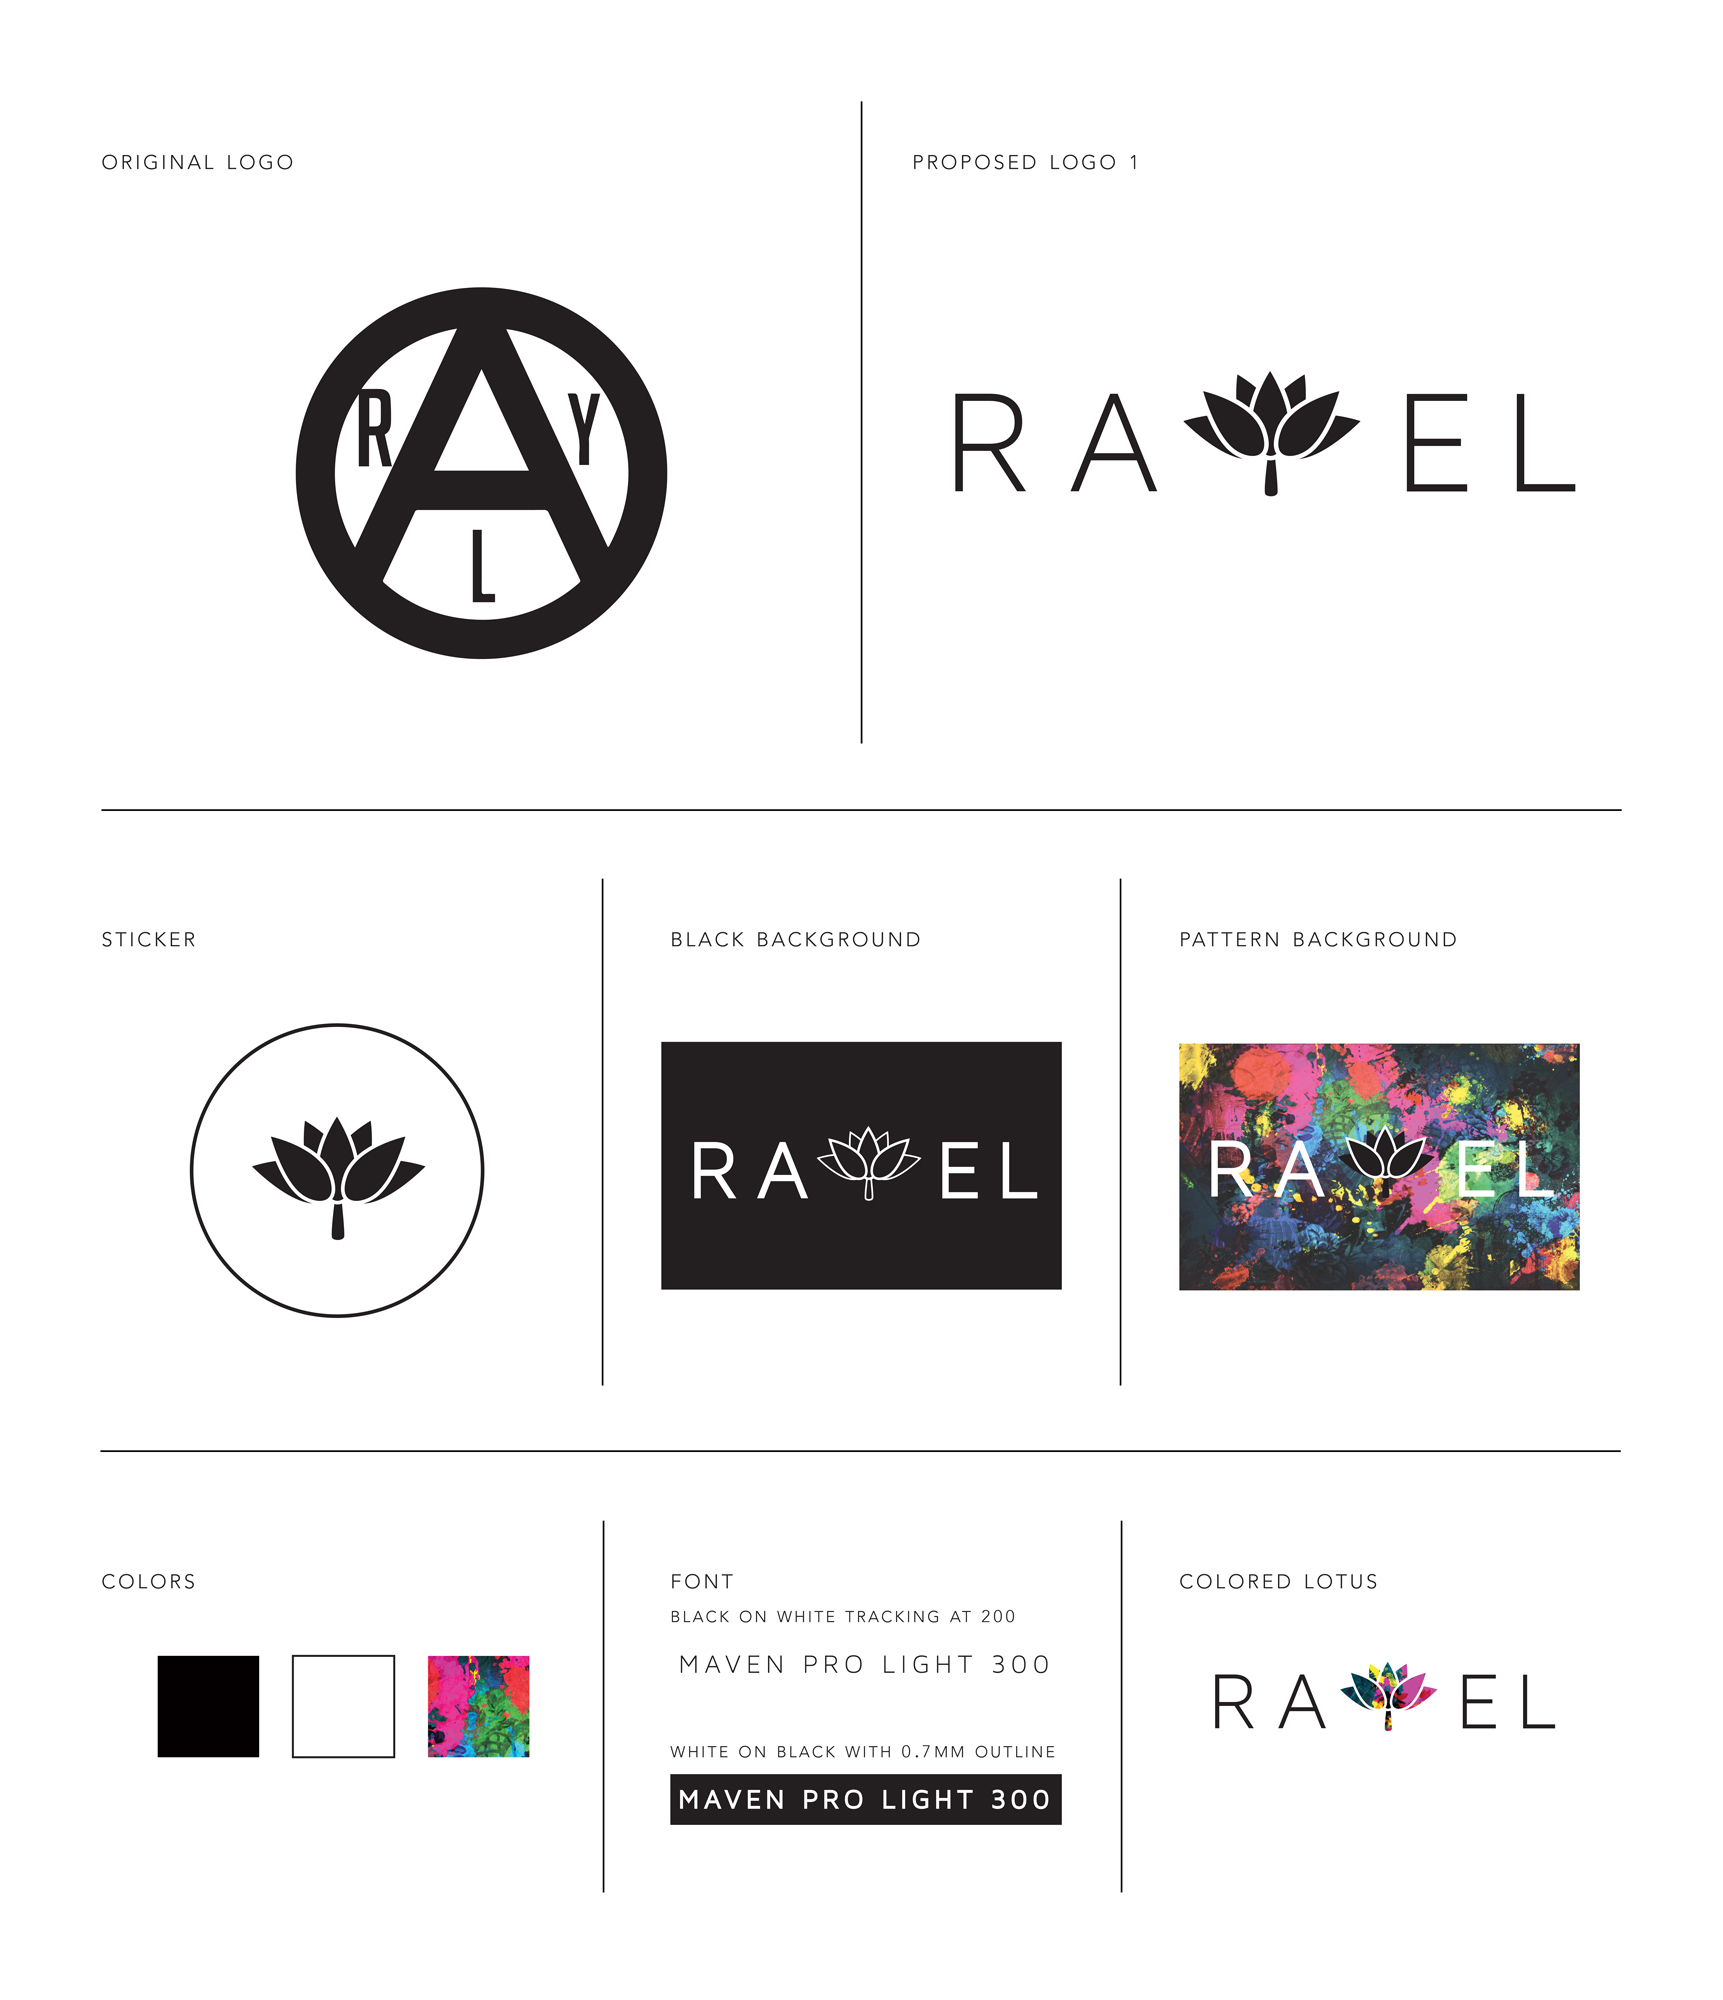 ORIGINAL LOGO
R A Y
L
PROPOSED LOGO 1
RA EL
STICKER
BLACK BACKGROUND
RA EL
PATTERN BACKGROUND
RA EL
COLORS
FONT
BLACK ON WHITE TRACKING AT 200
MAVEN PRO LIGHT 300
WHITE ON BLACK WITH 0.7MM OUTLINE
MAVEN PRO LIGHT 300
COLORED LOTUS
RA EL